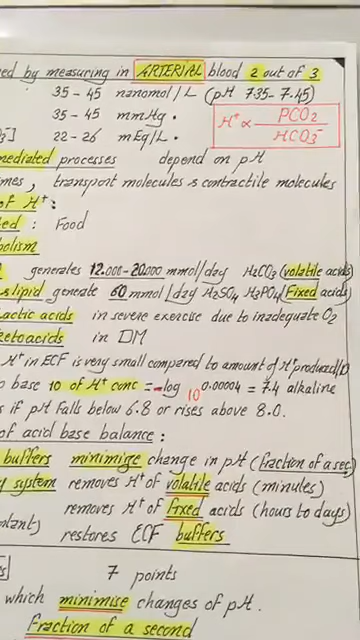 by measuring in ARTERIAL blood 2 out of 3
35-45 nanomol/L (pH 7.35-7.45)
35-45 mmHg.
H⁺ ∝ PCO2 / HCO3⁻
22-26 mEq/L.
mediated processes depend on pH
, transport molecules & contractile molecules
of H⁺:
: Food
generates 12.000-20.000 mmol/day H2CO3 (volatile acids
lipid generate 60 mmol/day H2SO4 H3PO4 (Fixed acids)
actic acids in severe exercise due to inadequate O2
etoacids in DM
H⁺ in ECF is very small compared to amount of H⁺ produced/D
base 10 of H⁺ conc = -log 10 0.00004 = 7.4 alkaline
s if pH falls below 6.8 or rises above 8.0.
of acid base balance:
buffers minimize change in pH (fraction of a sec)
system removes H⁺ of volatile acids (minutes)
removes H⁺ of fixed acids (hours to days)
restores ECF buffers
7 points
which minimise changes of pH.
fraction of a second